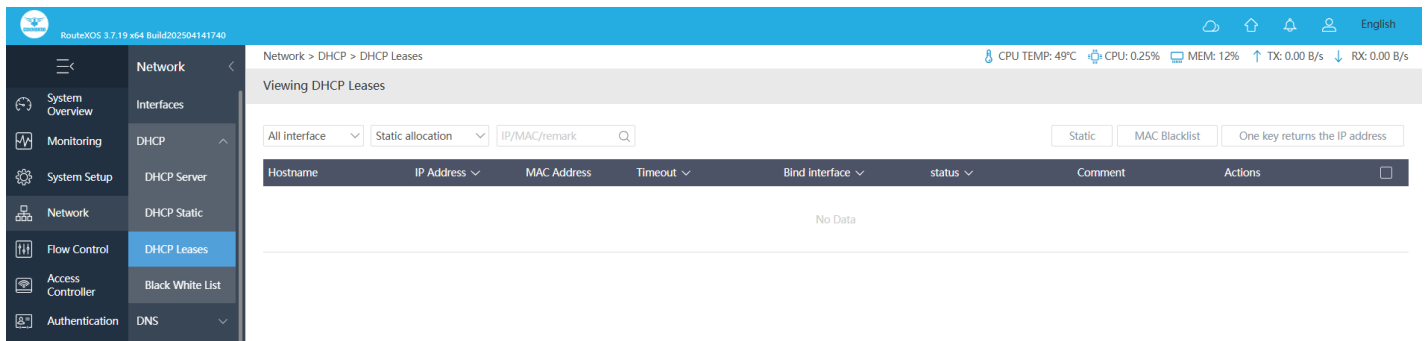 RouteXOS 3.7.19 x64 Build202504141740
English
Network > DHCP > DHCP Leases
CPU TEMP: 49°C
CPU: 0.25%
MEM: 12%
TX: 0.00 B/s
RX: 0.00 B/s
Network
System Overview
Monitoring
System Setup
Network
Flow Control
Access Controller
Authentication
Interfaces
DHCP
DHCP Server
DHCP Static
DHCP Leases
Black White List
DNS
Viewing DHCP Leases
All interface
Static allocation
IP/MAC/remark
Static
MAC Blacklist
One key returns the IP address
Hostname
IP Address
MAC Address
Timeout
Bind interface
status
Comment
Actions
No Data